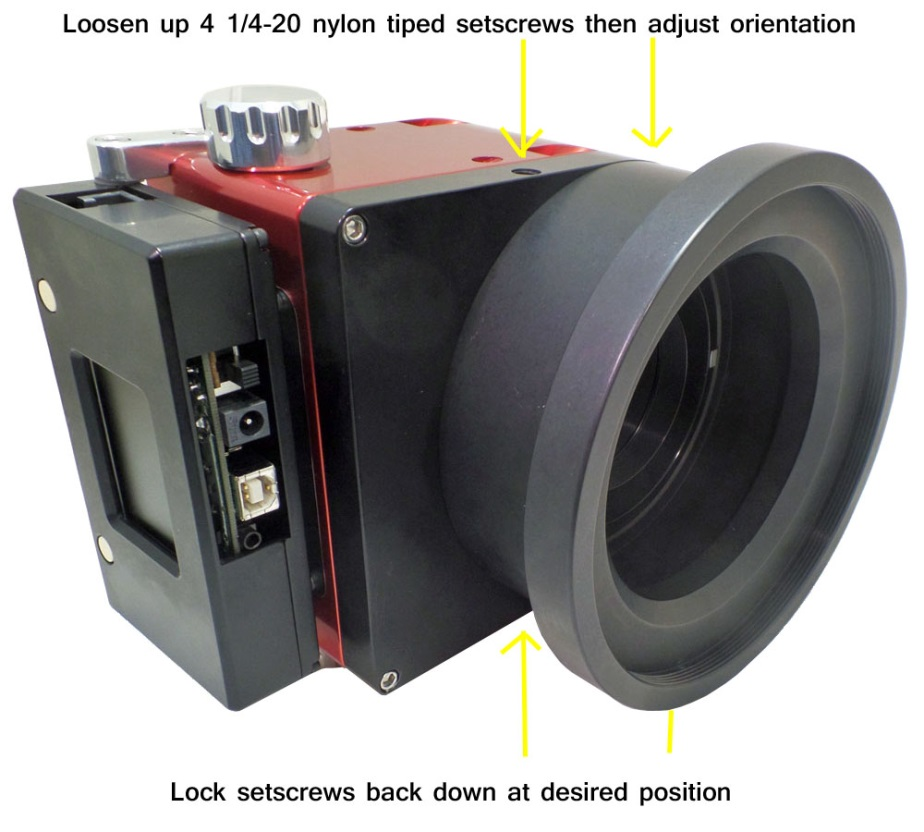 Loosen up 4 1/4-20 nylon tiped setscrews then adjust orientation
Lock setscrews back down at desired position